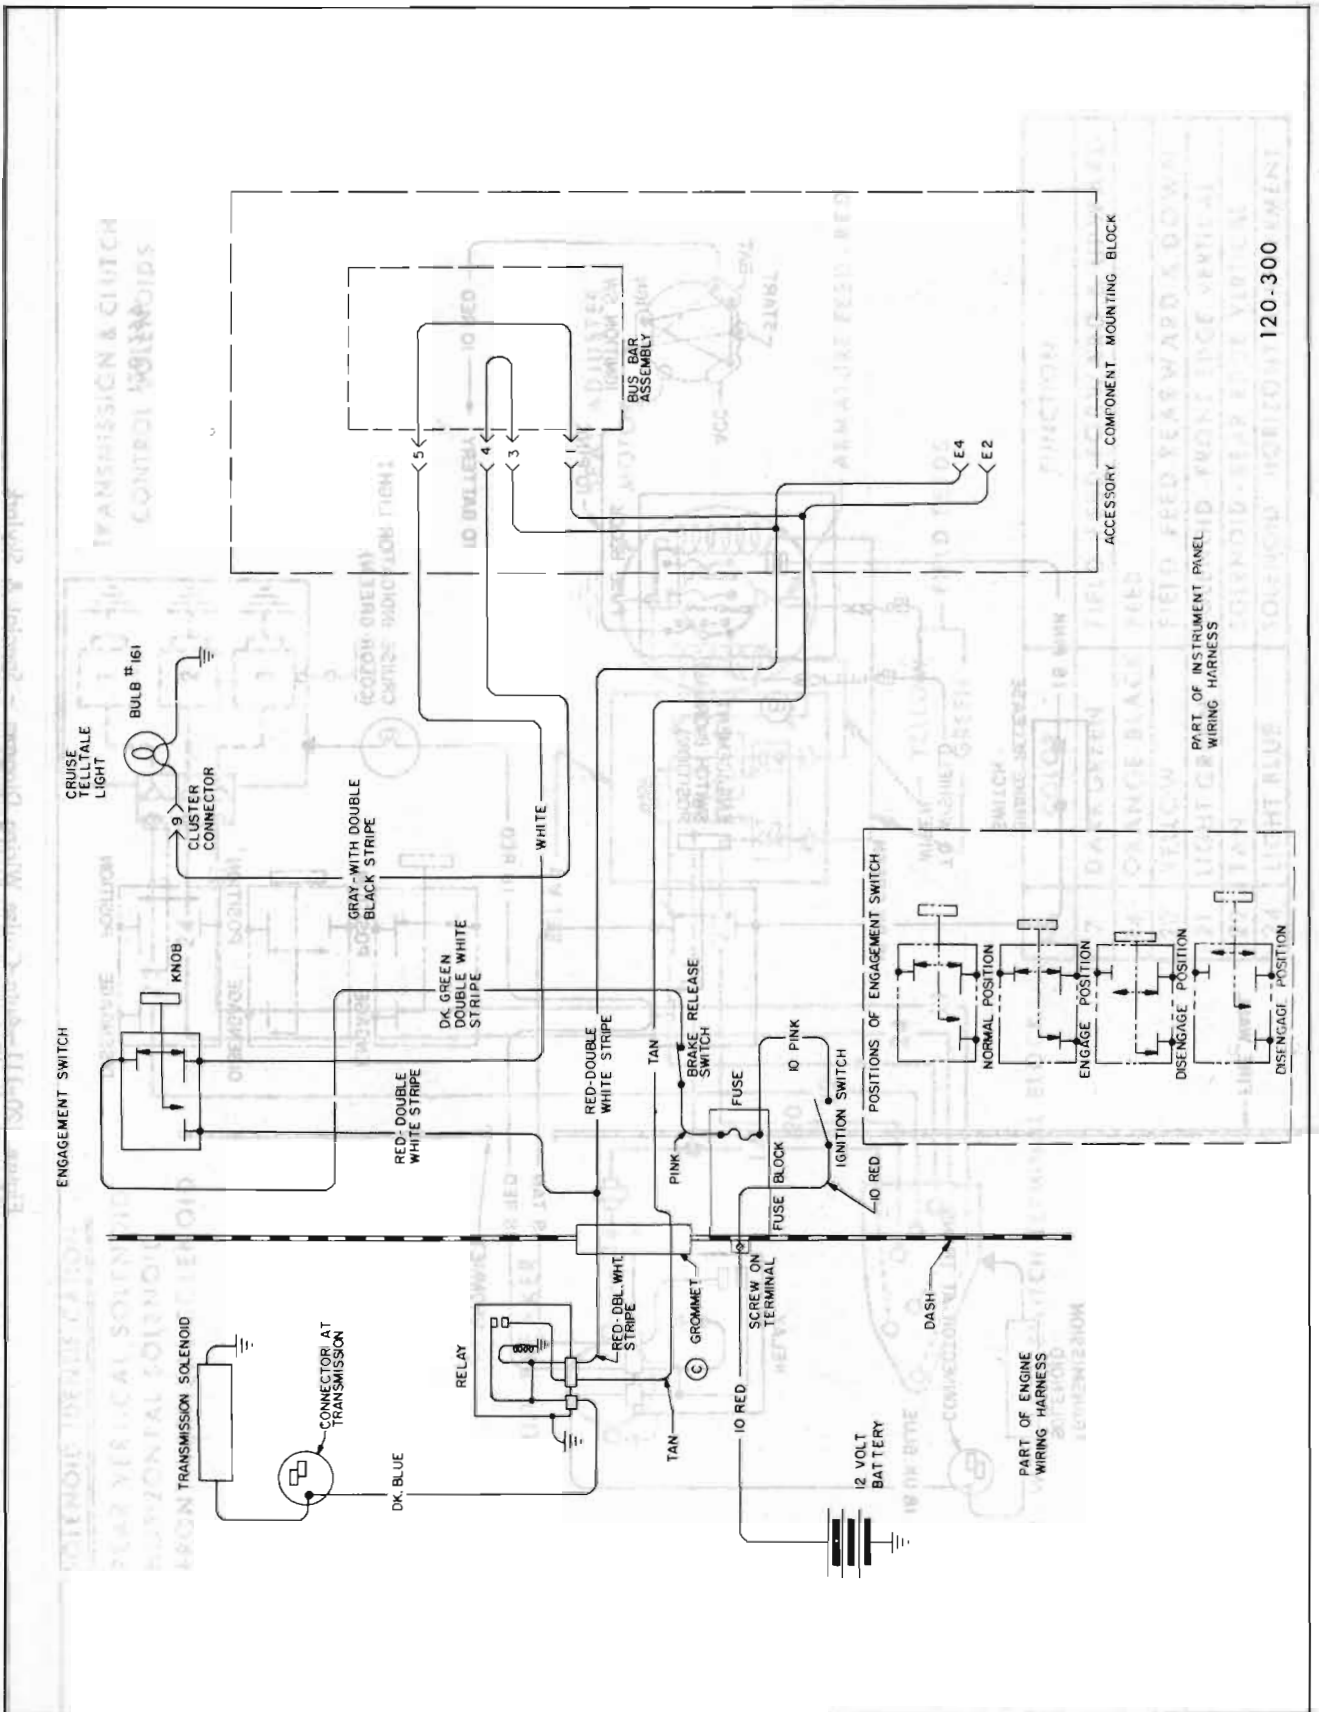 CRUISE
TELLTALE
LIGHT
BULB #161
9
CLUSTER
CONNECTOR
ENGAGEMENT SWITCH
KNOB
GRAY-WITH DOUBLE
BLACK STRIPE
WHITE
DK. GREEN
DOUBLE WHITE
STRIPE
RED-DOUBLE
WHITE STRIPE
RED-DOUBLE
WHITE STRIPE
TAN
5
4
3
1
BUS BAR
ASSEMBLY
E4
E2
ACCESSORY COMPONENT MOUNTING BLOCK
PART OF INSTRUMENT PANEL
WIRING HARNESS
120-300
BRAKE RELEASE
SWITCH
PINK
FUSE
10 PINK
FUSE BLOCK
IGNITION SWITCH
10 RED
POSITIONS OF ENGAGEMENT SWITCH
NORMAL POSITION
ENGAGE POSITION
DISENGAGE POSITION
DISENGAGE POSITION
TRANSMISSION SOLENOID
CONNECTOR AT
TRANSMISSION
DK. BLUE
RELAY
RED-DBL. WHT.
STRIPE
TAN
C GROMMET
SCREW ON
TERMINAL
10 RED
12 VOLT
BATTERY
DASH
PART OF ENGINE
WIRING HARNESS